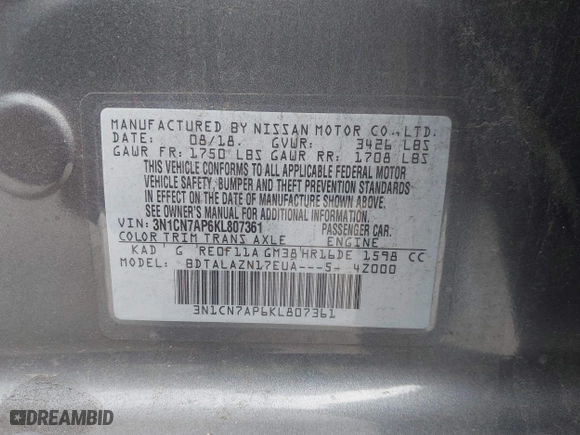 MANUFACTURED BY NISSAN MOTOR CO.,LTD.
DATE: 08/18. GVWR: 3426 LBS
GAWR FR: 1750 LBS GAWR RR: 1708 LBS
THIS VEHICLE CONFORMS TO ALL APPLICABLE FEDERAL MOTOR
VEHICLE SAFETY, BUMPER AND THEFT PREVENTION STANDARDS
IN EFFECT ON THE DATE OF MANUFACTURE SHOWN ABOVE.
SEE OWNER'S MANUAL FOR ADDITIONAL INFORMATION.
VIN: 3N1CN7AP6KL807361 PASSENGER CAR.
COLOR TRIM TRANS AXLE ENGINE
KAD G RE0F11A GM38 HR16DE 1598 CC
MODEL: BDTALAZN17EUA---5- 4Z000
3N1CN7AP6KL807361
© DREAMBID